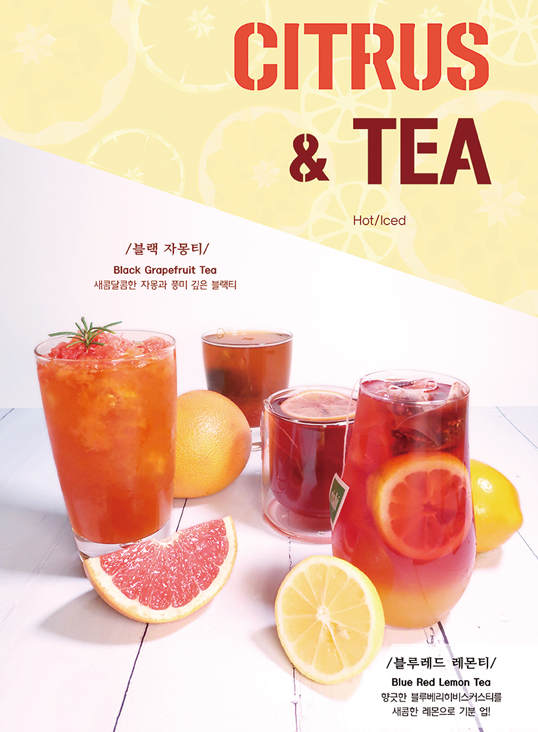 CITRUS
& TEA
Hot/Iced
/블랙 자몽티/
Black Grapefruit Tea
새콤달콤한 자몽과 풍미 깊은 블랙티
/블루레드 레몬티/
Blue Red Lemon Tea
향긋한 블루베리히비스커스티를
새콤한 레몬으로 기분 업!